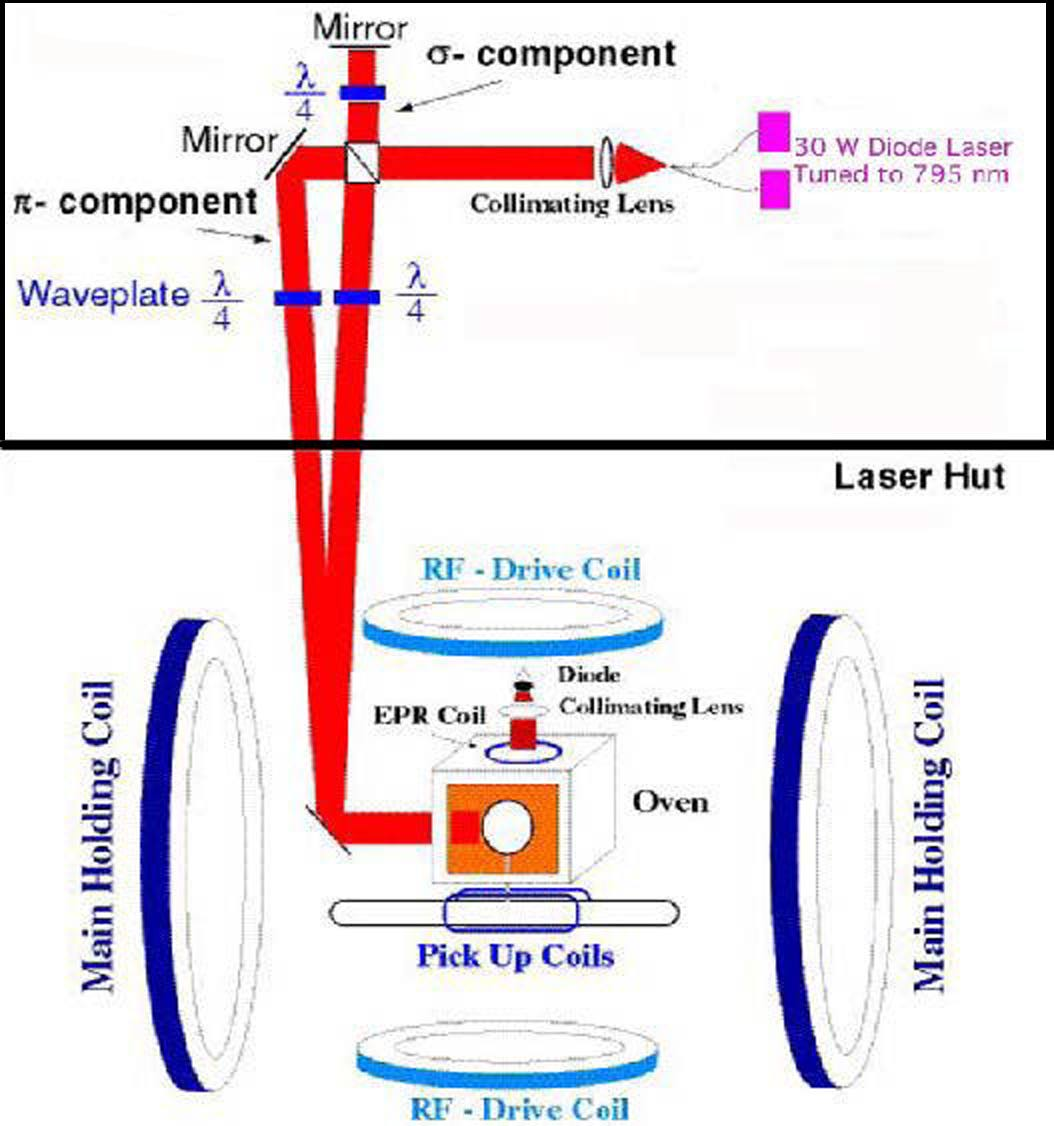 Mirror
σ- component
λ
4
Mirror
30 W Diode Laser
Tuned to 795 nm
π- component
Collimating Lens
Waveplate λ
4
λ
4
Laser Hut
RF - Drive Coil
Diode
Collimating Lens
EPR Coil
Main Holding Coil
Oven
Main Holding Coil
Pick Up Coils
RF - Drive Coil